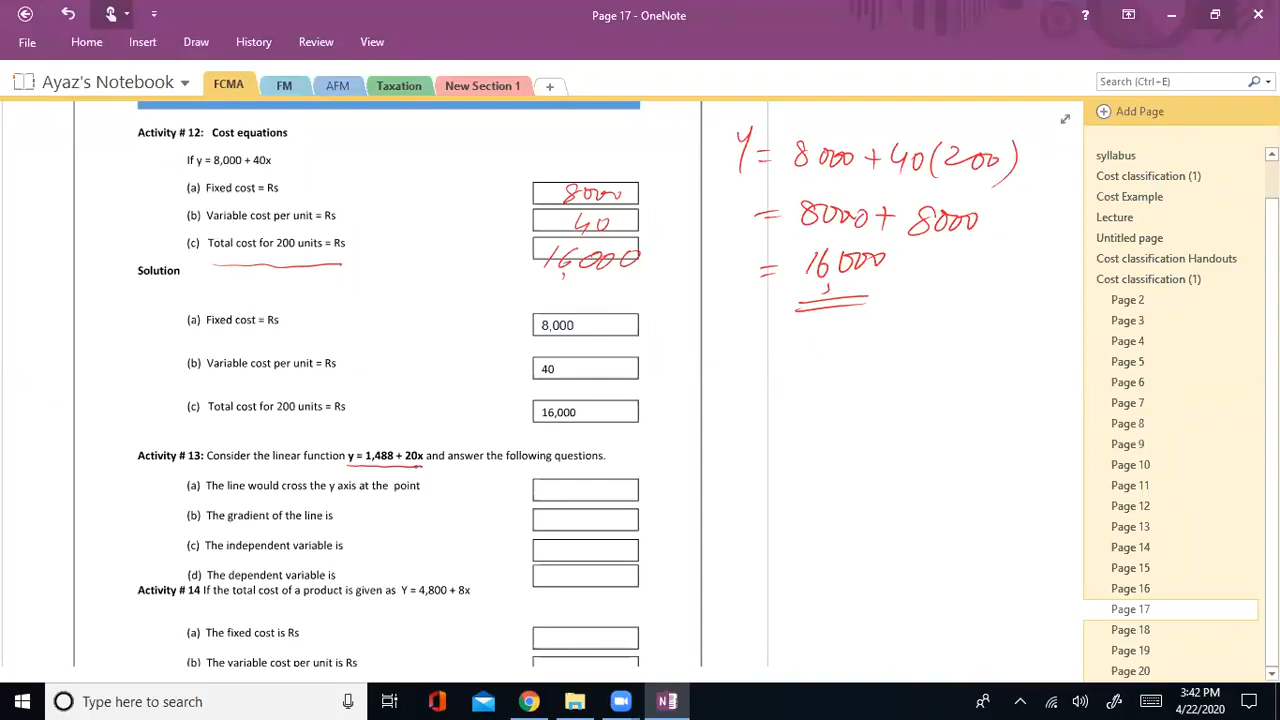 Page 17 - OneNote
?
File Home Insert Draw History Review View
Ayaz's Notebook FCMA FM AFM Taxation New Section 1 +
Search (Ctrl+E)
Add Page
syllabus
Cost classification (1)
Cost Example
Lecture
Untitled page
Cost classification Handouts
Cost classification (1)
Page 2
Page 3
Page 4
Page 5
Page 6
Page 7
Page 8
Page 9
Page 10
Page 11
Page 12
Page 13
Page 14
Page 15
Page 16
Page 17
Page 18
Page 19
Page 20
Activity # 12: Cost equations
If y = 8,000 + 40x
(a) Fixed cost = Rs 8000
(b) Variable cost per unit = Rs 40
(c) Total cost for 200 units = Rs 16,000
Solution
(a) Fixed cost = Rs 8,000
(b) Variable cost per unit = Rs 40
(c) Total cost for 200 units = Rs 16,000
Activity # 13: Consider the linear function y = 1,488 + 20x and answer the following questions.
(a) The line would cross the y axis at the point
(b) The gradient of the line is
(c) The independent variable is
(d) The dependent variable is
Activity # 14 If the total cost of a product is given as Y = 4,800 + 8x
(a) The fixed cost is Rs
(b) The variable cost per unit is Rs
Y = 8000 + 40(200)
= 8000 + 8000
= 16,000
Type here to search
3:42 PM
4/22/2020